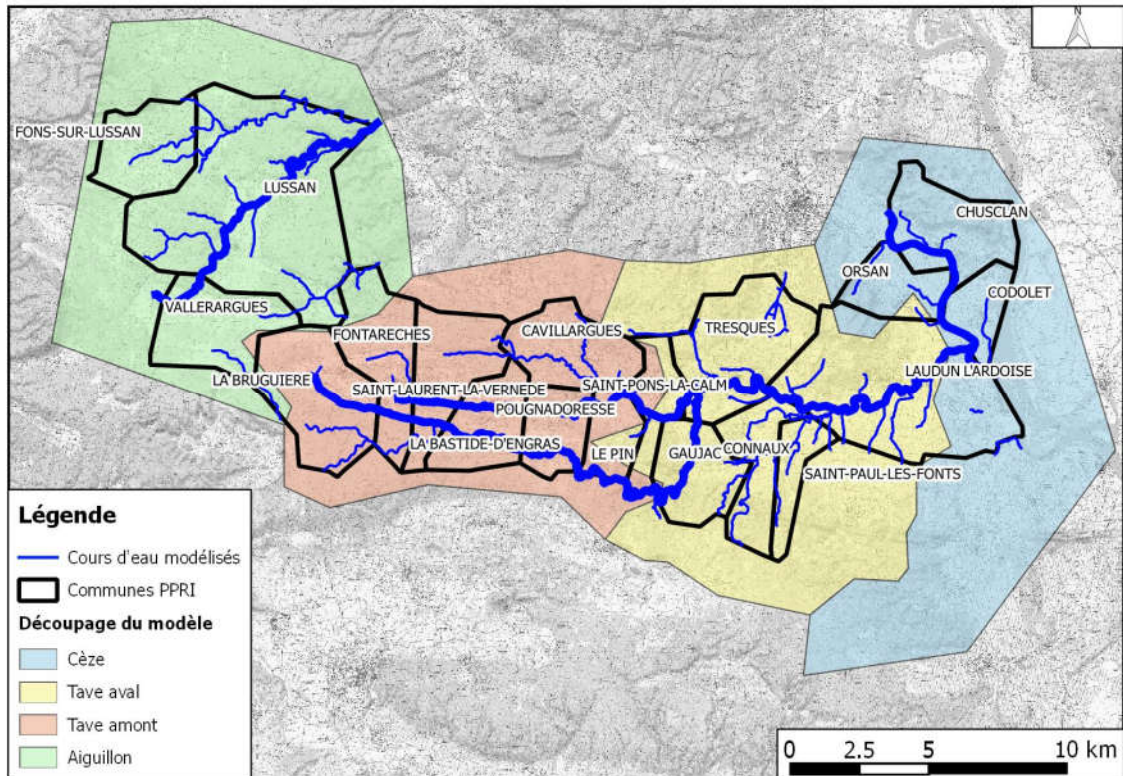 N
FONS-SUR-LUSSAN
LUSSAN
CHUSCLAN
ORSAN
CODOLET
VALLERARGUES
FONTARECHES
CAVILLARGUES
TRESQUES
LA BRUGUIERE
SAINT-LAURENT-LA-VERNEDE
SAINT-PONS-LA-CALM
LAUDUN L'ARDOISE
POUGNADORESSE
LA BASTIDE-D'ENGRAS
LE PIN
GAUJAC
CONNAUX
SAINT-PAUL-LES-FONTS
Légende
Cours d'eau modélisés
Communes PPRI
Découpage du modèle
Cèze
Tave aval
Tave amont
Aiguillon
0 2.5 5 10 km